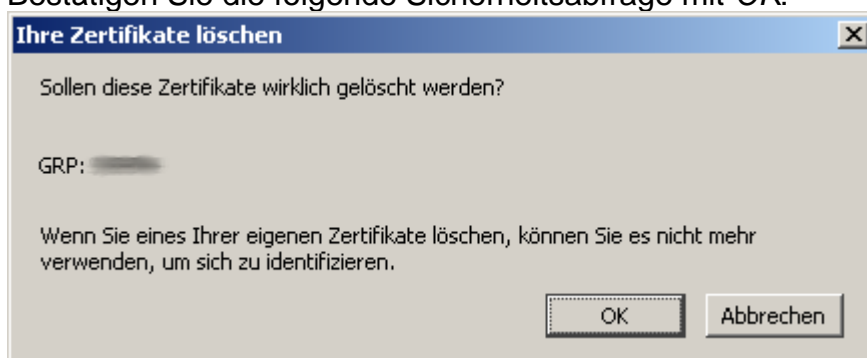 Bestätigen Sie die folgende Sicherheitsabfrage mit OK.
Ihre Zertifikate löschen
Sollen diese Zertifikate wirklich gelöscht werden?
GRP:
Wenn Sie eines Ihrer eigenen Zertifikate löschen, können Sie es nicht mehr
verwenden, um sich zu identifizieren.
OK Abbrechen